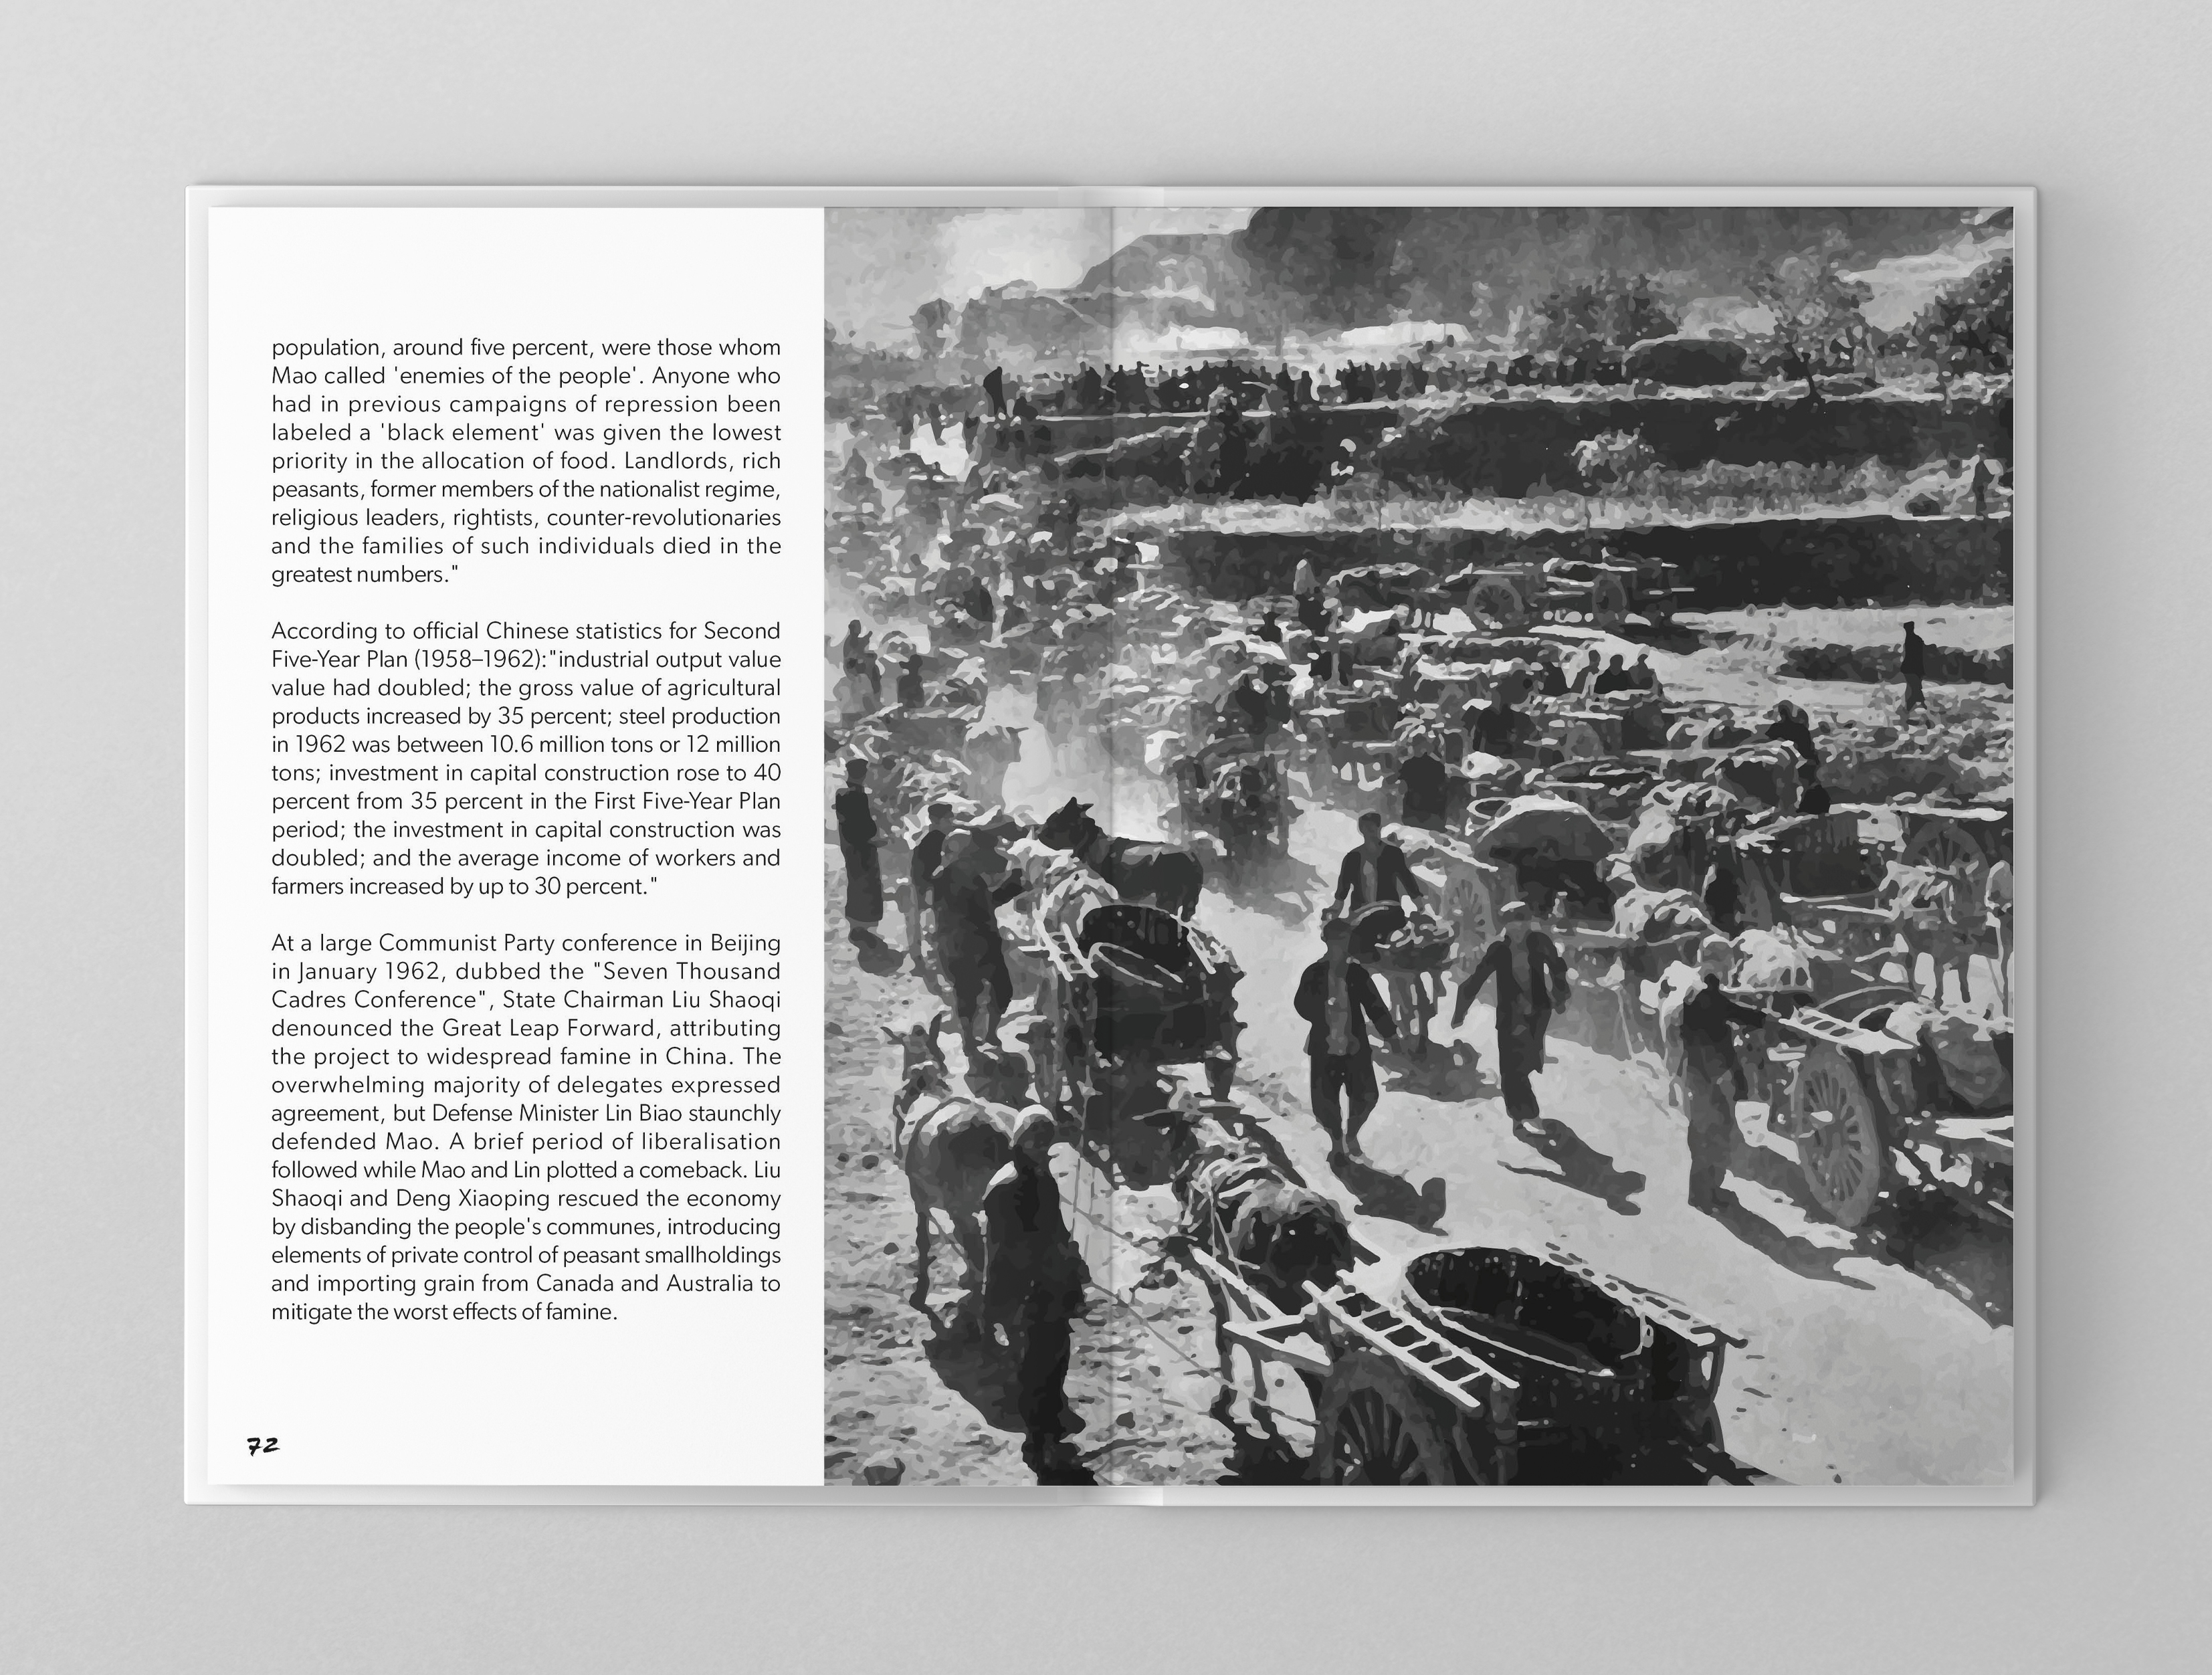 population, around five percent, were those whom
Mao called 'enemies of the people'. Anyone who
had in previous campaigns of repression been
labeled a 'black element' was given the lowest
priority in the allocation of food. Landlords, rich
peasants, former members of the nationalist regime,
religious leaders, rightists, counter-revolutionaries
and the families of such individuals died in the
greatest numbers."
According to official Chinese statistics for Second
Five-Year Plan (1958–1962):"industrial output value
value had doubled; the gross value of agricultural
products increased by 35 percent; steel production
in 1962 was between 10.6 million tons or 12 million
tons; investment in capital construction rose to 40
percent from 35 percent in the First Five-Year Plan
period; the investment in capital construction was
doubled; and the average income of workers and
farmers increased by up to 30 percent."
At a large Communist Party conference in Beijing
in January 1962, dubbed the "Seven Thousand
Cadres Conference", State Chairman Liu Shaoqi
denounced the Great Leap Forward, attributing
the project to widespread famine in China. The
overwhelming majority of delegates expressed
agreement, but Defense Minister Lin Biao staunchly
defended Mao. A brief period of liberalisation
followed while Mao and Lin plotted a comeback. Liu
Shaoqi and Deng Xiaoping rescued the economy
by disbanding the people's communes, introducing
elements of private control of peasant smallholdings
and importing grain from Canada and Australia to
mitigate the worst effects of famine.
72